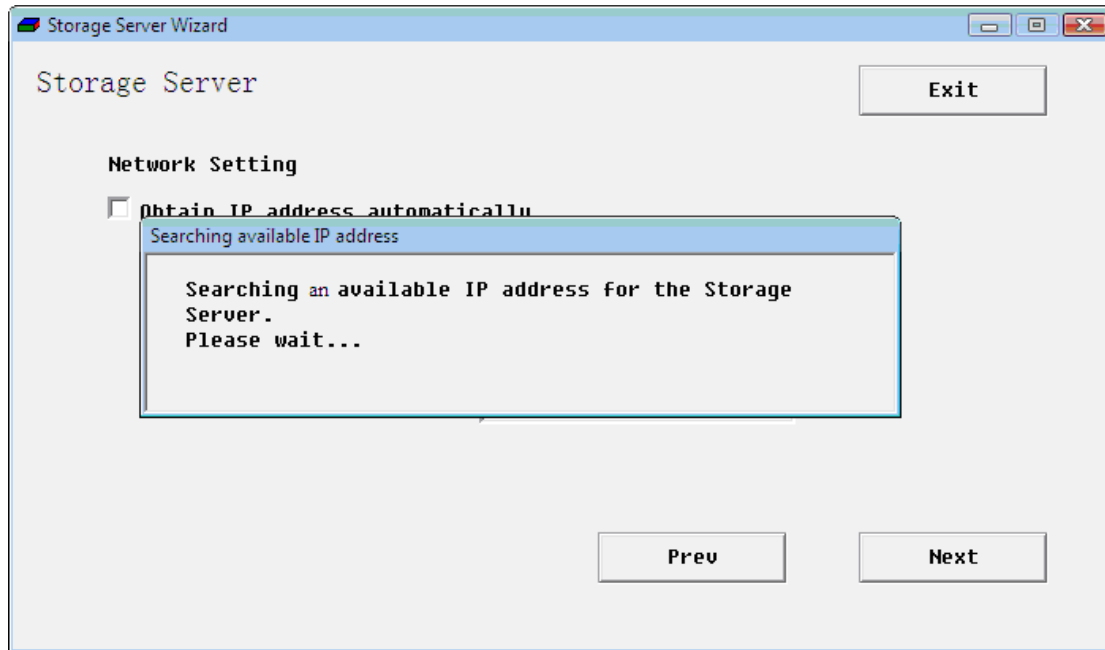 Storage Server Wizard
Storage Server
Exit
Network Setting
Obtain IP address automatically
Searching available IP address
Searching an available IP address for the Storage
Server.
Please wait...
Prev
Next